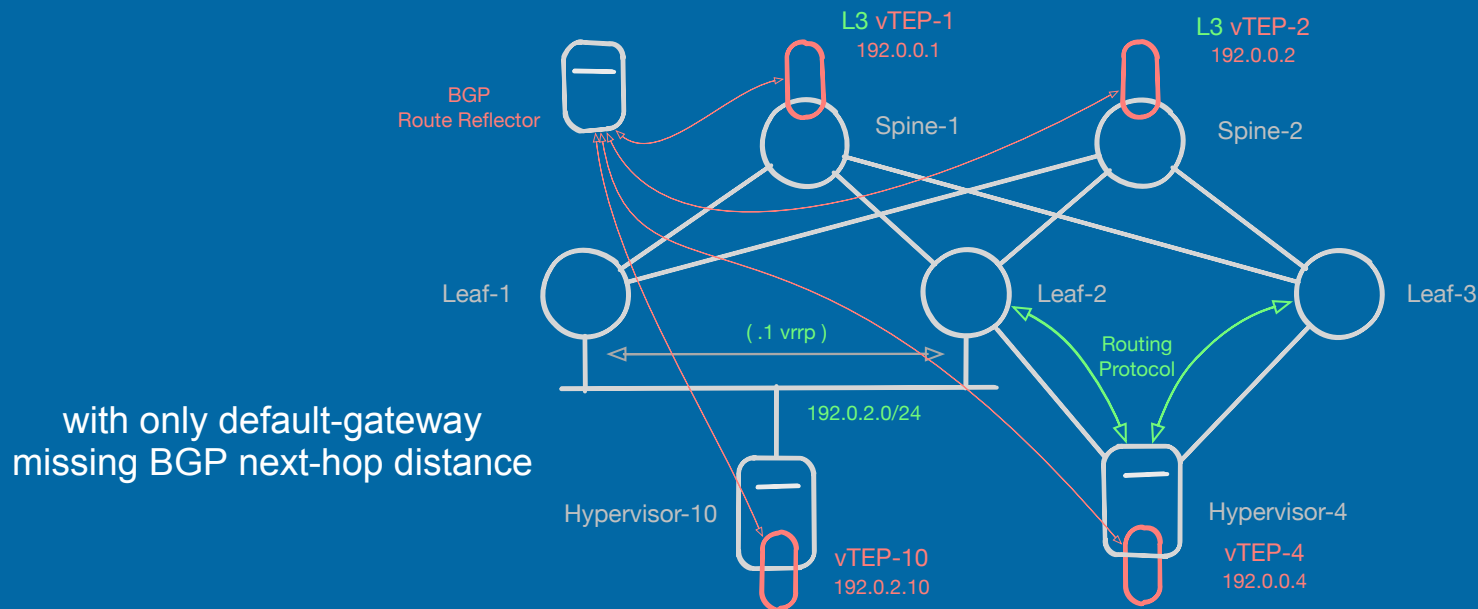 L3 vTEP-1
192.0.0.1
L3 vTEP-2
192.0.0.2
BGP
Route Reflector
Spine-1
Spine-2
Leaf-1
Leaf-2
Leaf-3
( .1 vrrp )
Routing
Protocol
192.0.2.0/24
with only default-gateway
missing BGP next-hop distance
Hypervisor-10
Hypervisor-4
vTEP-10
192.0.2.10
vTEP-4
192.0.0.4